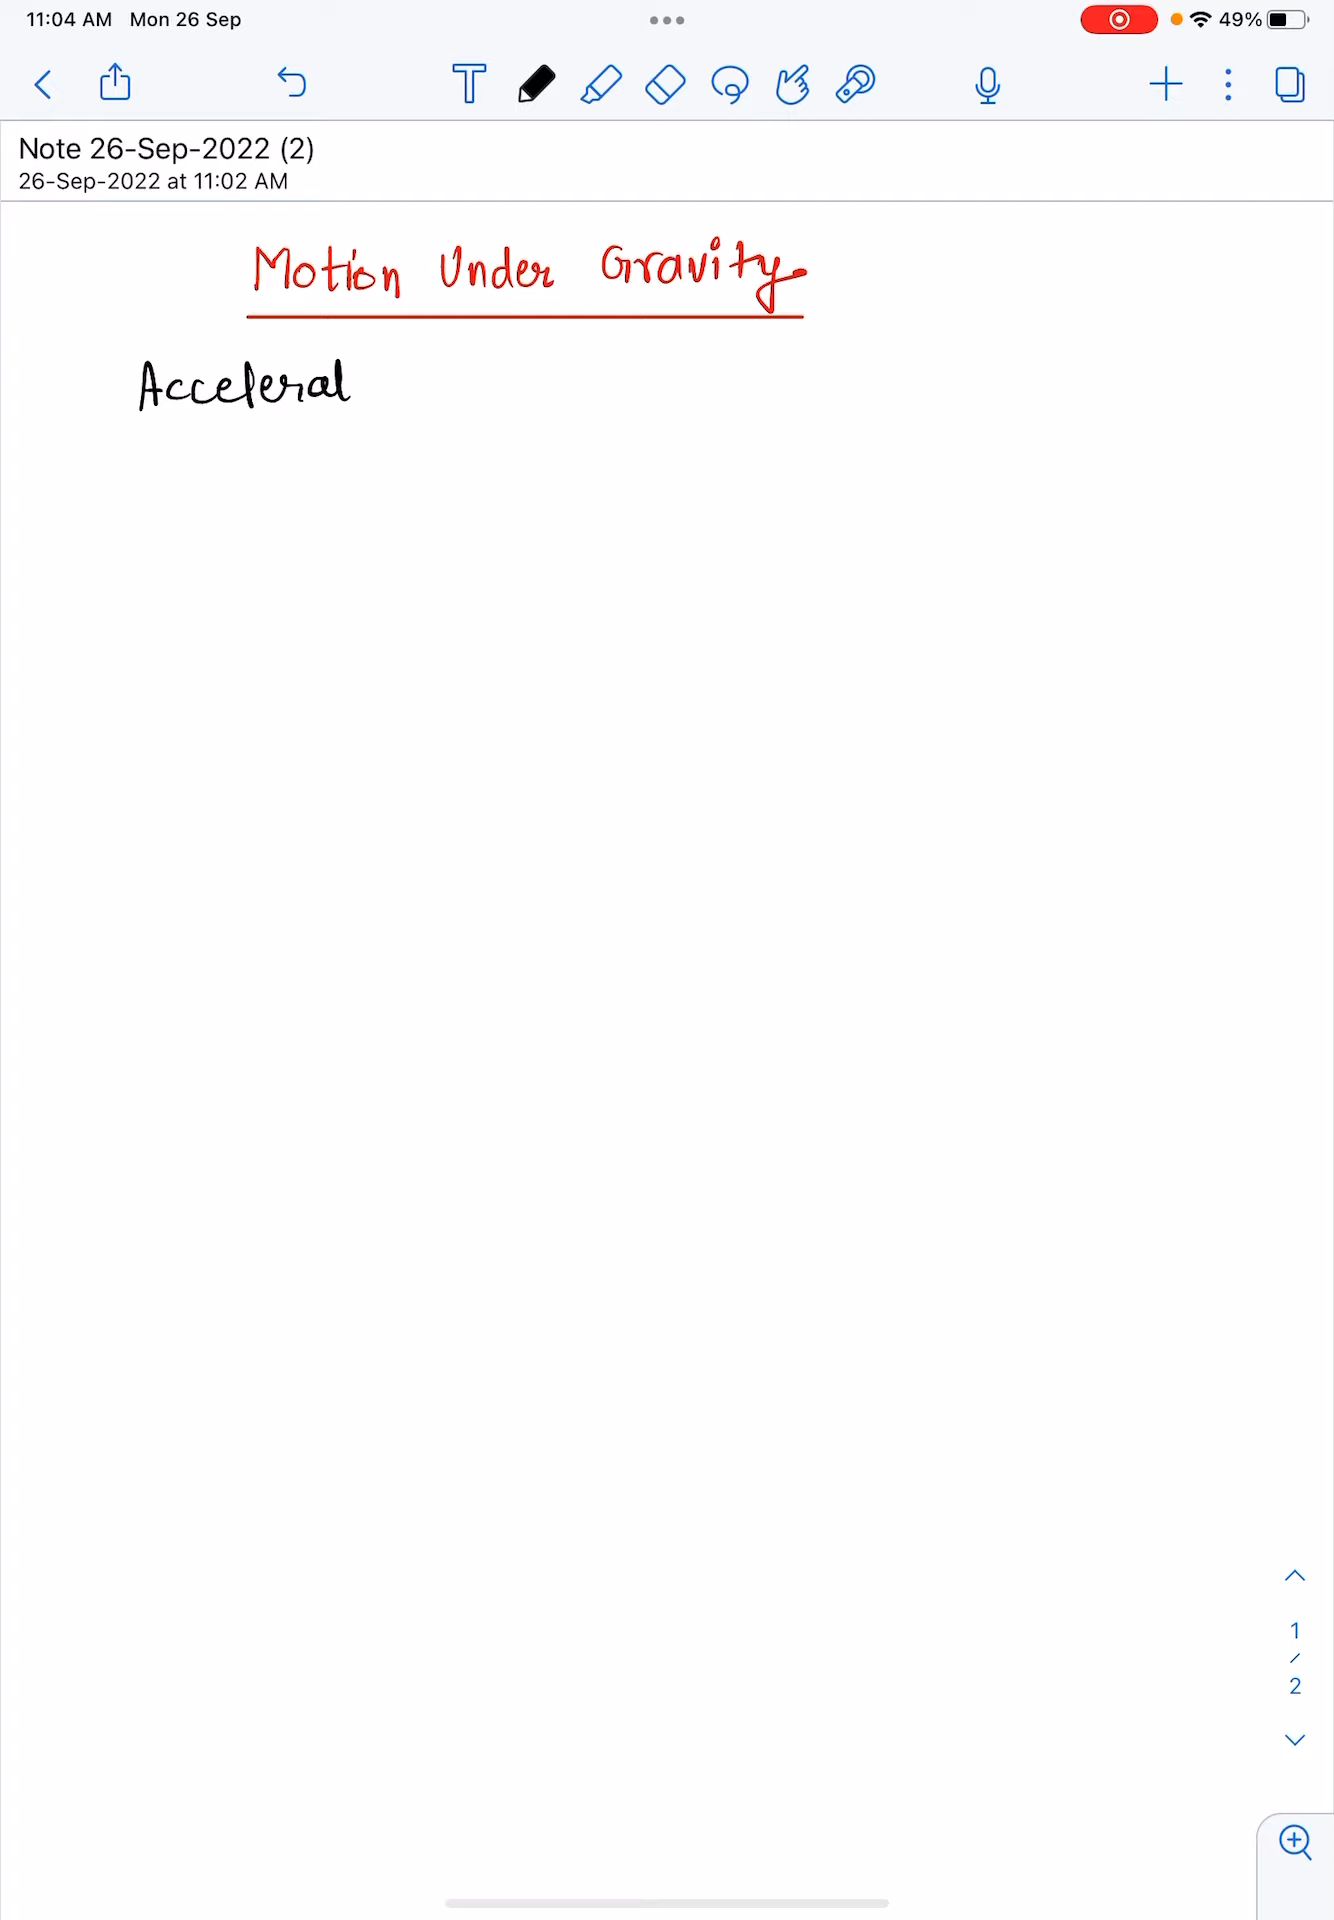 11:04 AM Mon 26 Sep 49%
Note 26-Sep-2022 (2)
26-Sep-2022 at 11:02 AM
Motion Under Gravity.
Acceleral
1
/
2